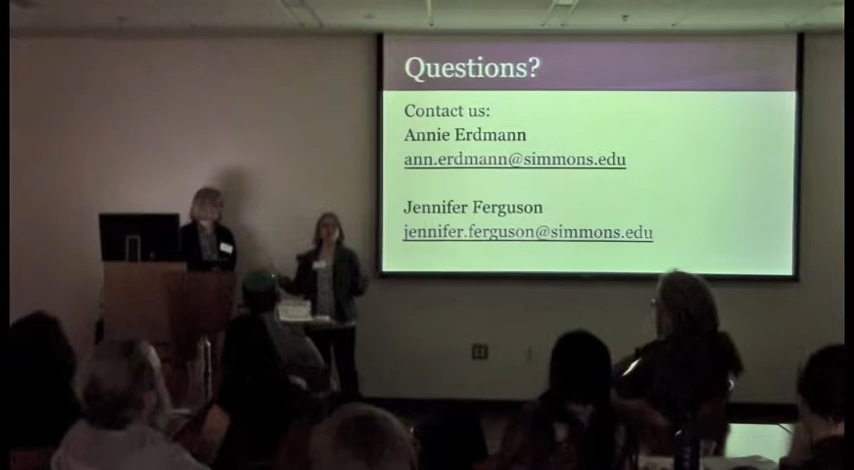 Questions?
Contact us:
Annie Erdmann
ann.erdmann@simmons.edu
Jennifer Ferguson
jennifer.ferguson@simmons.edu